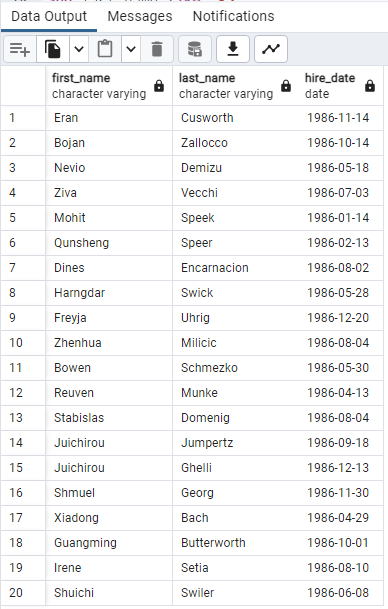 Data Output Messages Notifications
first_name last_name hire_date
character varying character varying date
1 Eran Cusworth 1986-11-14
2 Bojan Zallocco 1986-10-14
3 Nevio Demizu 1986-05-18
4 Ziva Vecchi 1986-07-03
5 Mohit Speek 1986-01-14
6 Qunsheng Speer 1986-02-13
7 Dines Encarnacion 1986-08-02
8 Harngdar Swick 1986-05-28
9 Freyja Uhrig 1986-12-20
10 Zhenhua Milicic 1986-08-04
11 Bowen Schmezko 1986-05-30
12 Reuven Munke 1986-04-13
13 Stabislas Domenig 1986-08-04
14 Juichirou Jumpertz 1986-09-18
15 Juichirou Ghelli 1986-12-13
16 Shmuel Georg 1986-11-30
17 Xiadong Bach 1986-04-29
18 Guangming Butterworth 1986-10-01
19 Irene Setia 1986-08-10
20 Shuichi Swiler 1986-06-08